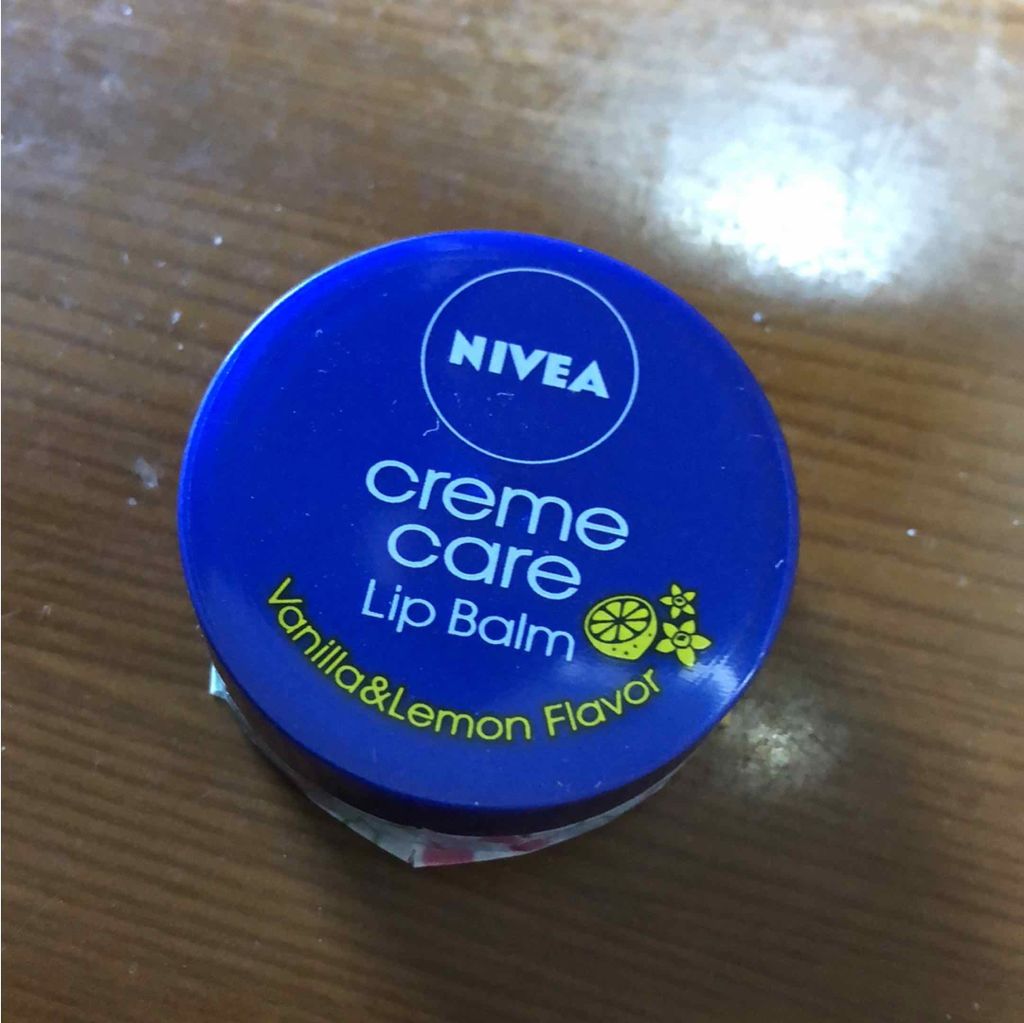 NIVEA
creme
care
Lip Balm
Vanilla&Lemon Flavor